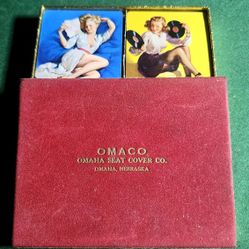 OMACO
OMAHA SEAT COVER CO.
OMAHA, NEBRASKA